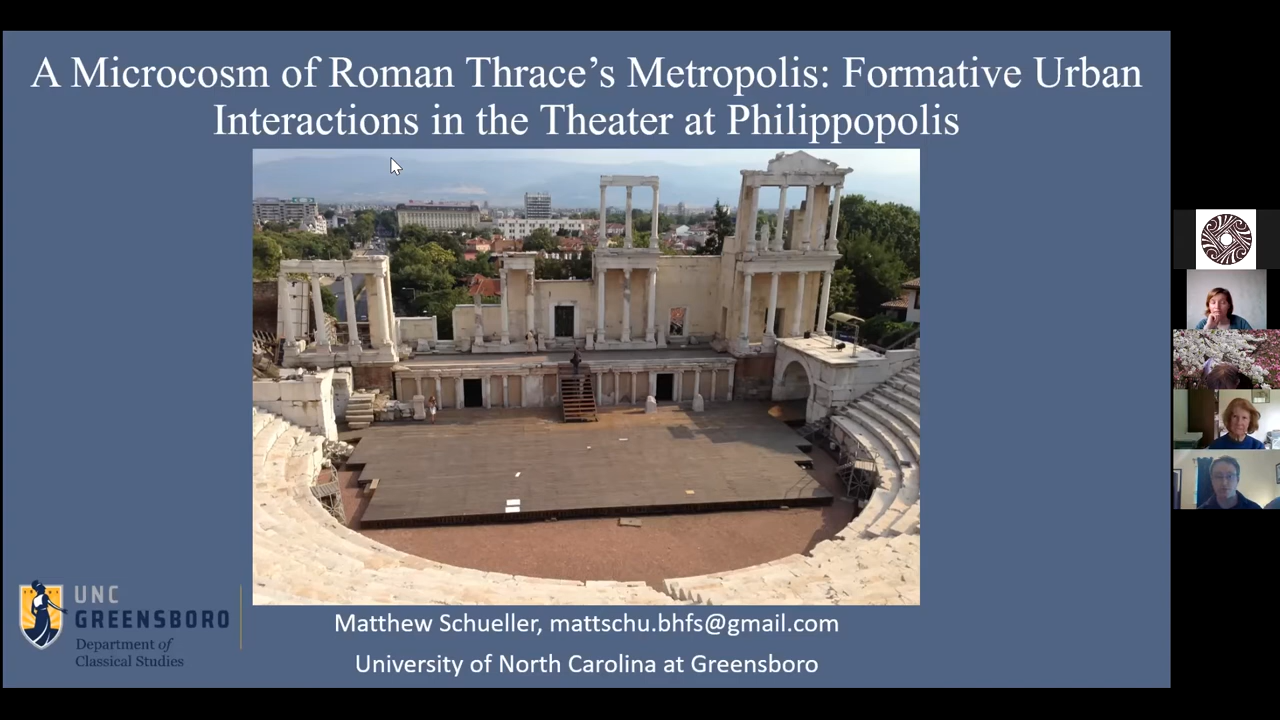 A Microcosm of Roman Thrace's Metropolis: Formative Urban
Interactions in the Theater at Philippopolis
UNC
GREENSBORO
Department of
Classical Studies
Matthew Schueller, mattschu.bhfs@gmail.com
University of North Carolina at Greensboro